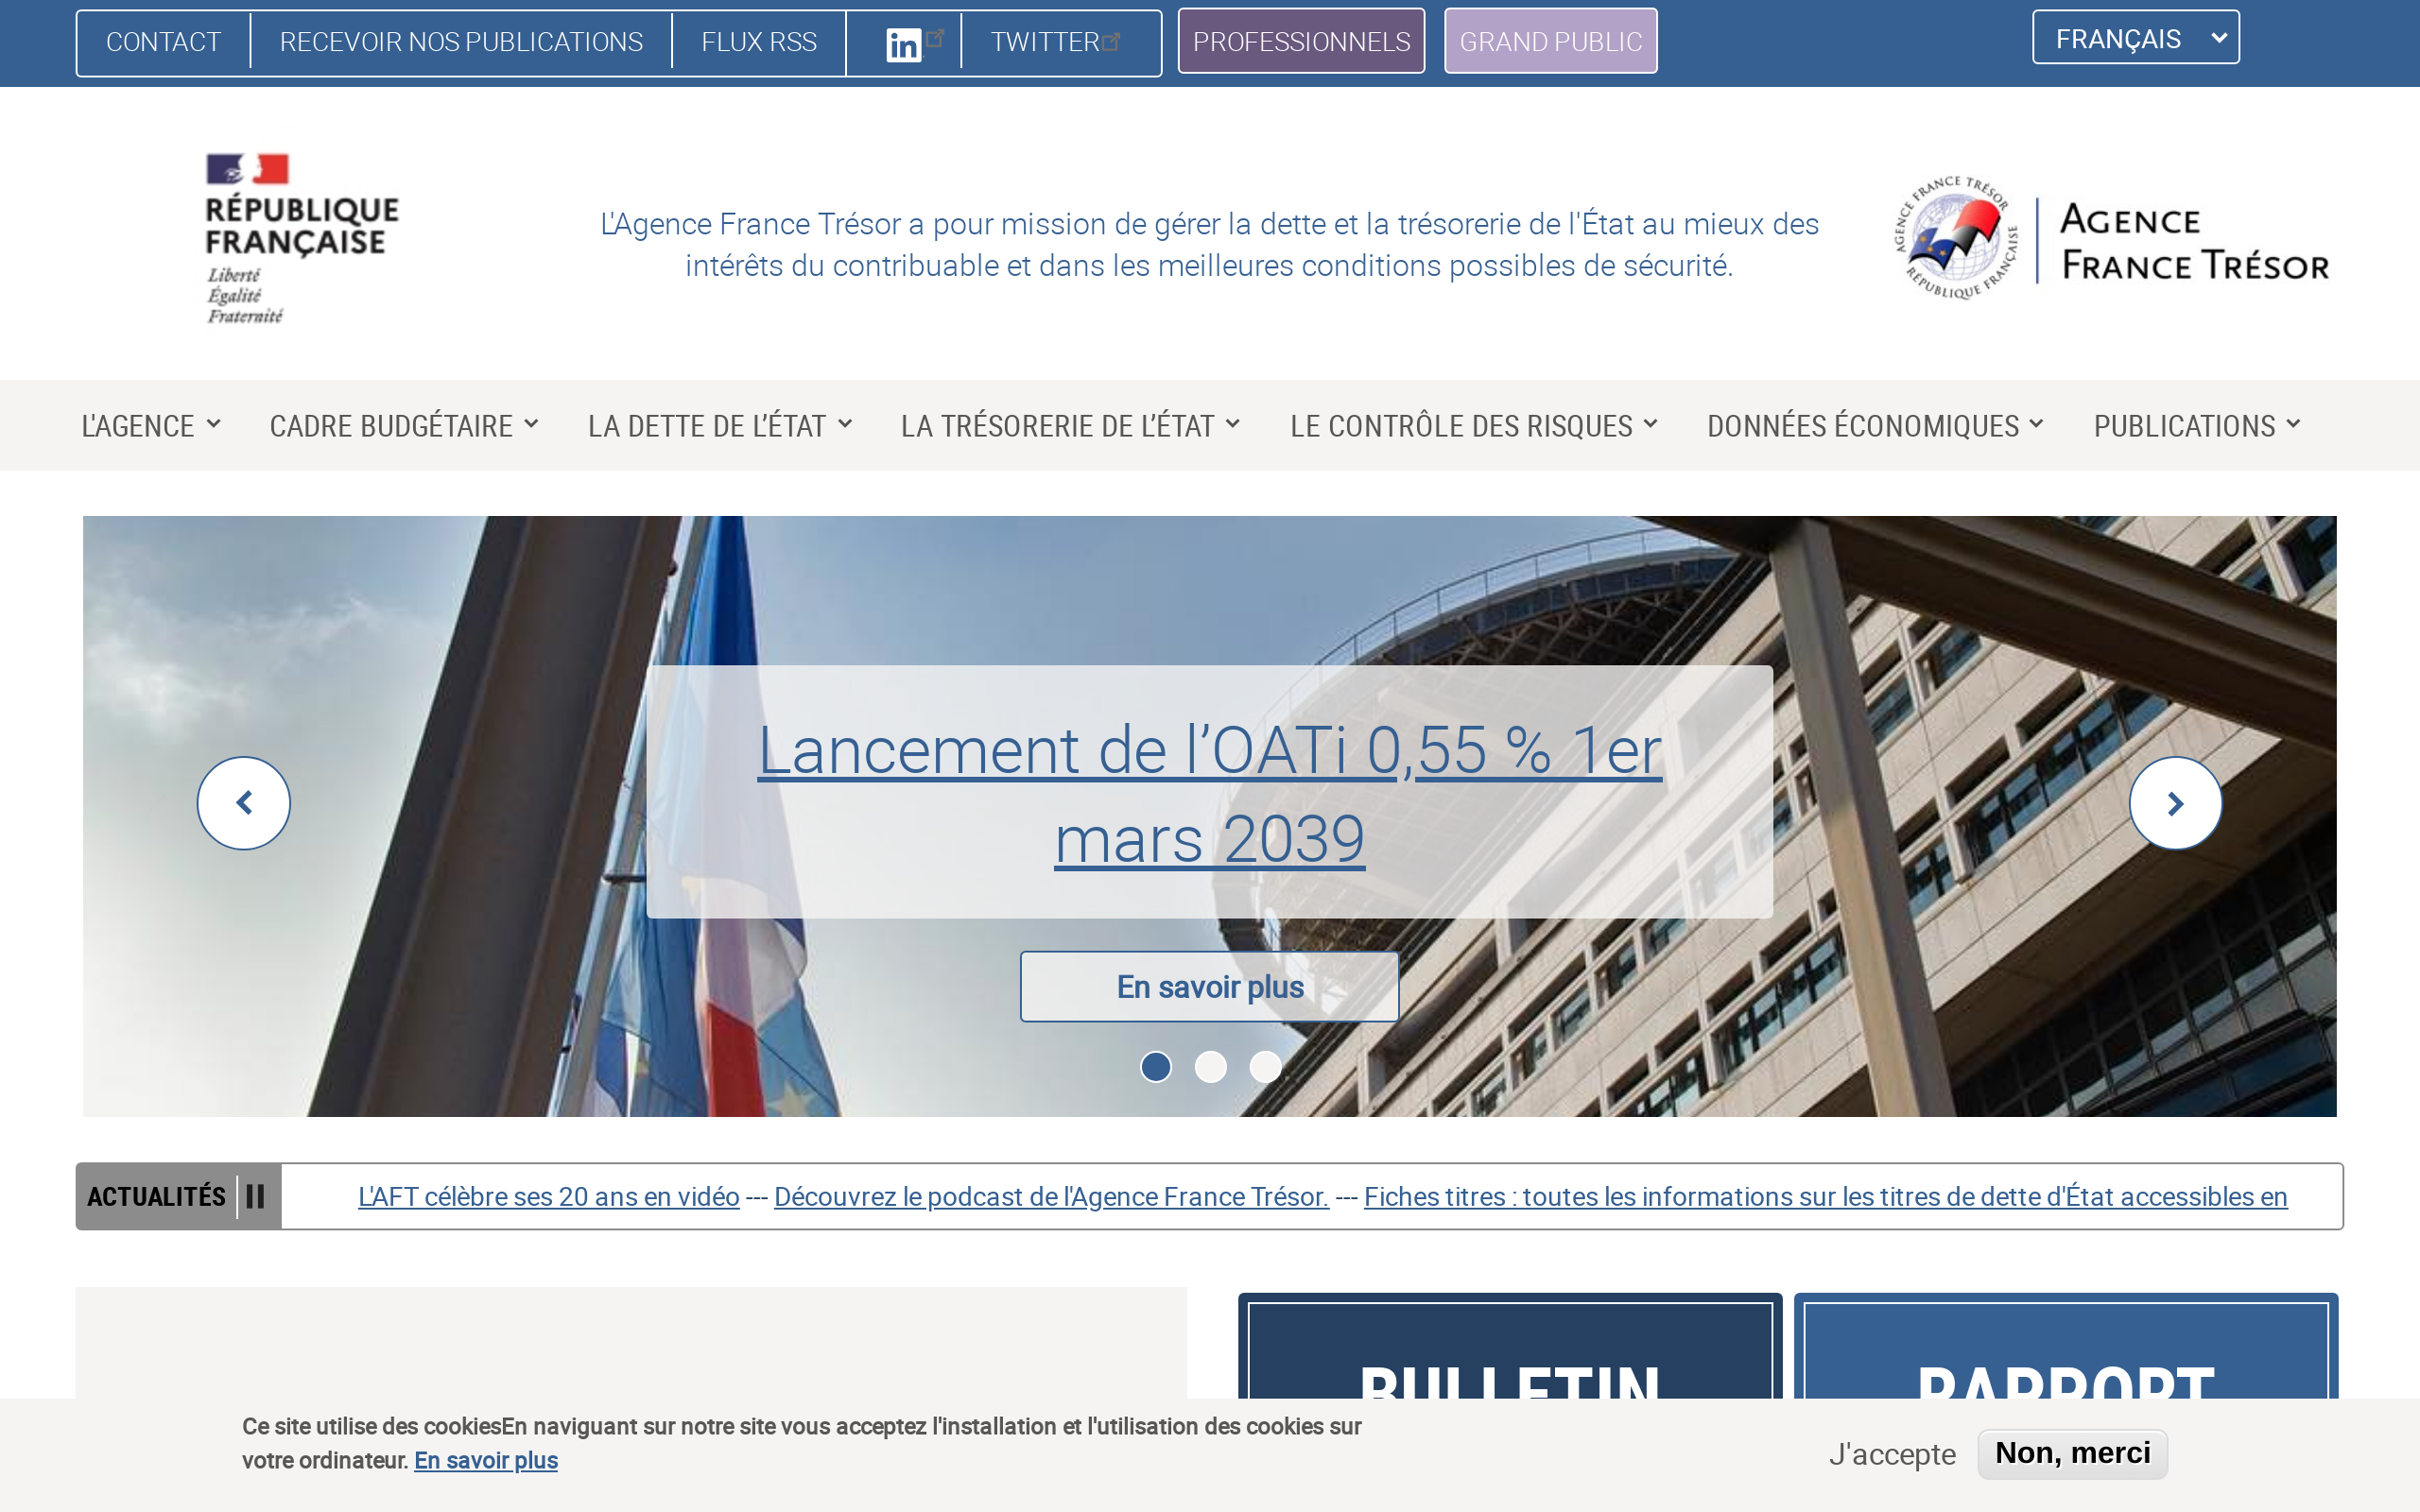 CONTACT
RECEVOIR NOS PUBLICATIONS
FLUX RSS
in
TWITTER
PROFESSIONNELS
GRAND PUBLIC
FRANÇAIS
RÉPUBLIQUE
FRANÇAISE
Liberté
Égalité
Fraternité
L'Agence France Trésor a pour mission de gérer la dette et la trésorerie de l'État au mieux des
intérêts du contribuable et dans les meilleures conditions possibles de sécurité.
AGENCE FRANCE TRÉSOR
RÉPUBLIQUE FRANÇAISE
AGENCE
FRANCE TRÉSOR
L'AGENCE
CADRE BUDGÉTAIRE
LA DETTE DE L’ÉTAT
LA TRÉSORERIE DE L’ÉTAT
LE CONTRÔLE DES RISQUES
DONNÉES ÉCONOMIQUES
PUBLICATIONS
Lancement de l’OATi 0,55 % 1er
mars 2039
En savoir plus
ACTUALITÉS
L'AFT célèbre ses 20 ans en vidéo --- Découvrez le podcast de l'Agence France Trésor. --- Fiches titres : toutes les informations sur les titres de dette d'État accessibles en
BULLETIN
RAPPORT
Ce site utilise des cookiesEn naviguant sur notre site vous acceptez l'installation et l'utilisation des cookies sur
votre ordinateur. En savoir plus
J'accepte
Non, merci